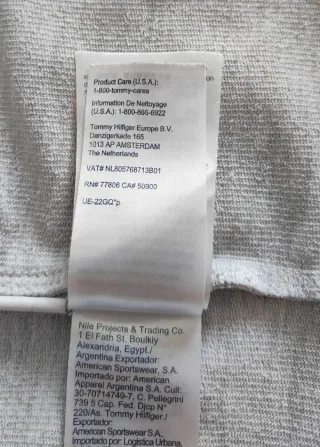 Product Care (U.S.A.):
1-800-tommy-cares
Information De Nettoyage
(U.S.A.): 1-800-866-6922
Tommy Hilfiger Europe B.V.
Danzigerkade 165
1013 AP AMSTERDAM
The Netherlands
VAT# NL805768713B01
RN# 77806 CA# 50900
UE-22GQ*p
on
Nile Projects & Trading Co.
1 El Fath St. Boulkly
Alexandria, Egypt./
Argentina Exportador:
American Sportswear, S.A.
Importado por: American
Apparel Argentina S.A. Cuit:
30-70714749-7, C. Pellegrini
739 5 Cap. Fed. Djcp N°
220/As. Tommy Hilfiger./
Exportador:
American Sportswear S.A.,
Importado por: Logistica Urbana,